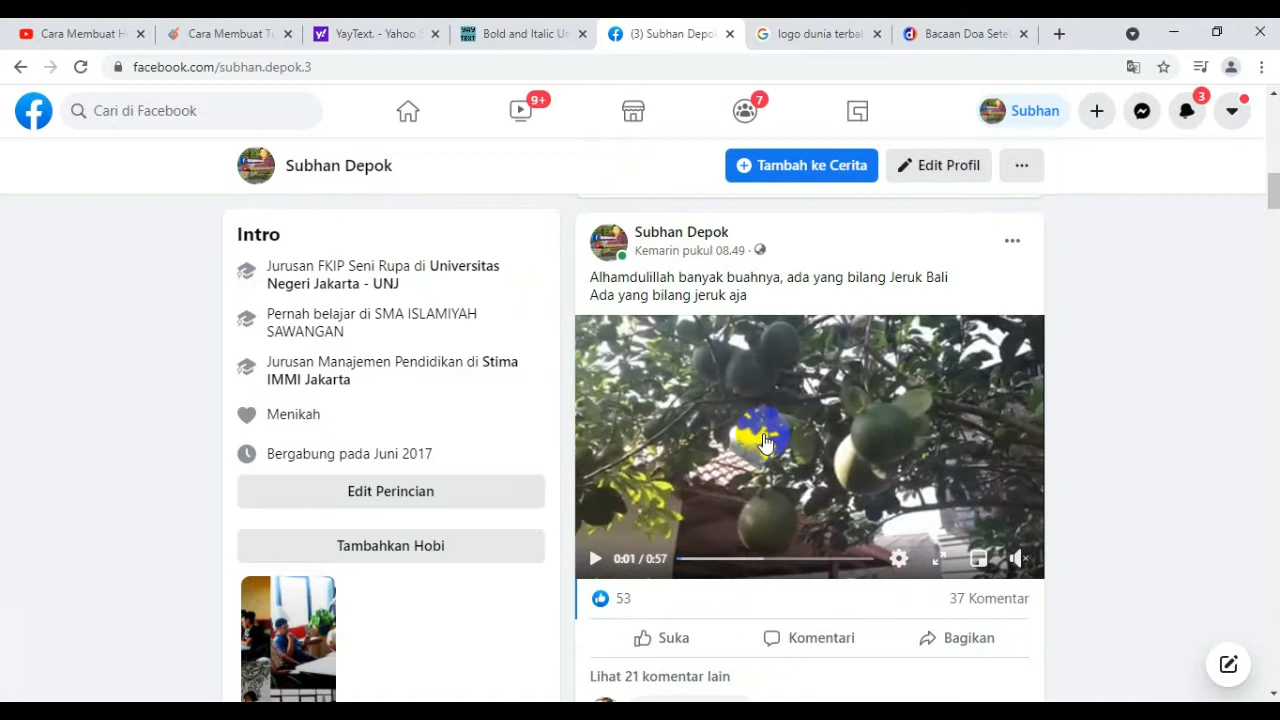 Cara Membuat H
Cara Membuat Tu
YayText. - Yahoo S
Bold and Italic Un
(3) Subhan Depok
logo dunia terbal
Bacaan Doa Sete
facebook.com/subhan.depok.3
Cari di Facebook
9+
7
Subhan
3
Subhan Depok
Tambah ke Cerita
Edit Profil
Intro
Jurusan FKIP Seni Rupa di Universitas
Negeri Jakarta - UNJ
Pernah belajar di SMA ISLAMIYAH
SAWANGAN
Jurusan Manajemen Pendidikan di Stima
IMMI Jakarta
Menikah
Bergabung pada Juni 2017
Edit Perincian
Tambahkan Hobi
Subhan Depok
Kemarin pukul 08.49 ·
Alhamdulillah banyak buahnya, ada yang bilang Jeruk Bali
Ada yang bilang jeruk aja
0:01 / 0:57
53
37 Komentar
Suka
Komentari
Bagikan
Lihat 21 komentar lain